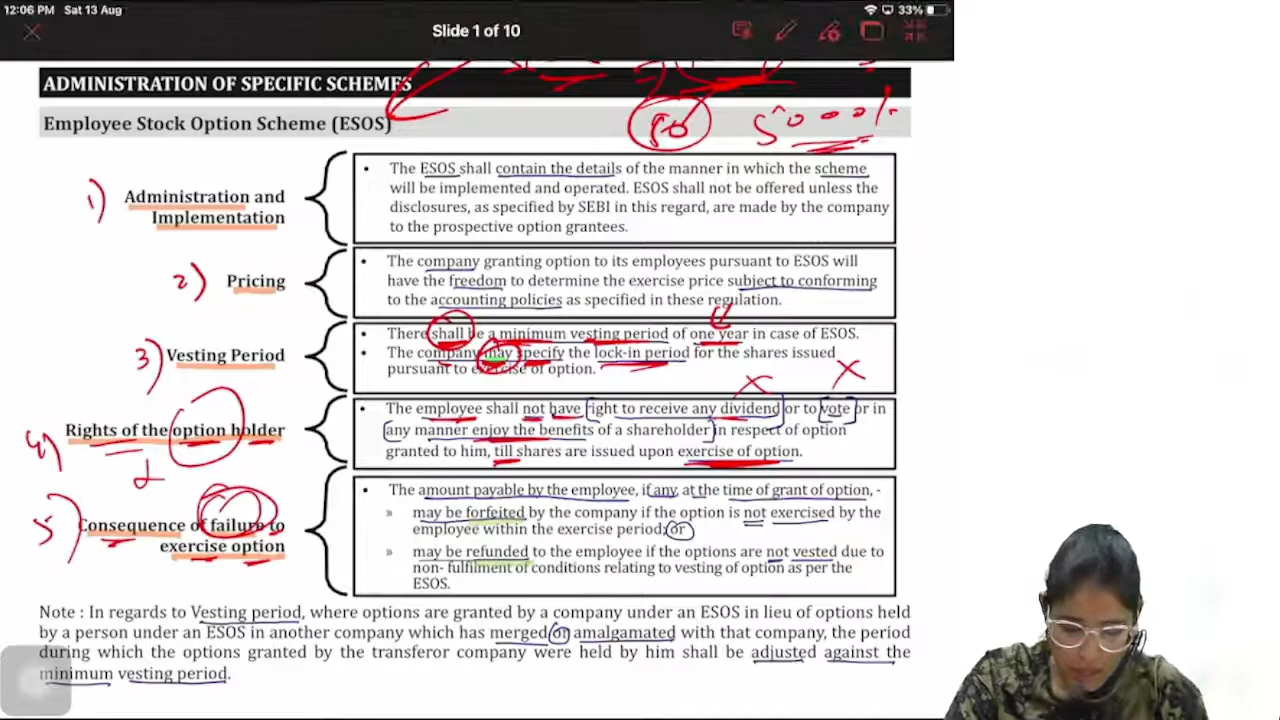 12:06 PM Sat 13 Aug
33%
Slide 1 of 10
ADMINISTRATION OF SPECIFIC SCHEMES
Employee Stock Option Scheme (ESOS)
80
50000/-
1)
Administration and
Implementation
• The ESOS shall contain the details of the manner in which the scheme
will be implemented and operated. ESOS shall not be offered unless the
disclosures, as specified by SEBI in this regard, are made by the company
to the prospective option grantees.
2)
Pricing
• The company granting option to its employees pursuant to ESOS will
have the freedom to determine the exercise price subject to conforming
to the accounting policies as specified in these regulation.
3)
Vesting Period
• There shall be a minimum vesting period of one year in case of ESOS.
• The company may specify the lock-in period for the shares issued
pursuant to exercise of option.
4)
Rights of the option holder
• The employee shall not have right to receive any dividend or to vote or in
any manner enjoy the benefits of a shareholder in respect of option
granted to him, till shares are issued upon exercise of option.
5)
Consequence of failure to
exercise option
• The amount payable by the employee, if any, at the time of grant of option, -
» may be forfeited by the company if the option is not exercised by the
employee within the exercise period; or
» may be refunded to the employee if the options are not vested due to
non- fulfilment of conditions relating to vesting of option as per the
ESOS.
Note : In regards to Vesting period, where options are granted by a company under an ESOS in lieu of options held
by a person under an ESOS in another company which has merged or amalgamated with that company, the period
during which the options granted by the transferor company were held by him shall be adjusted against the
minimum vesting period.